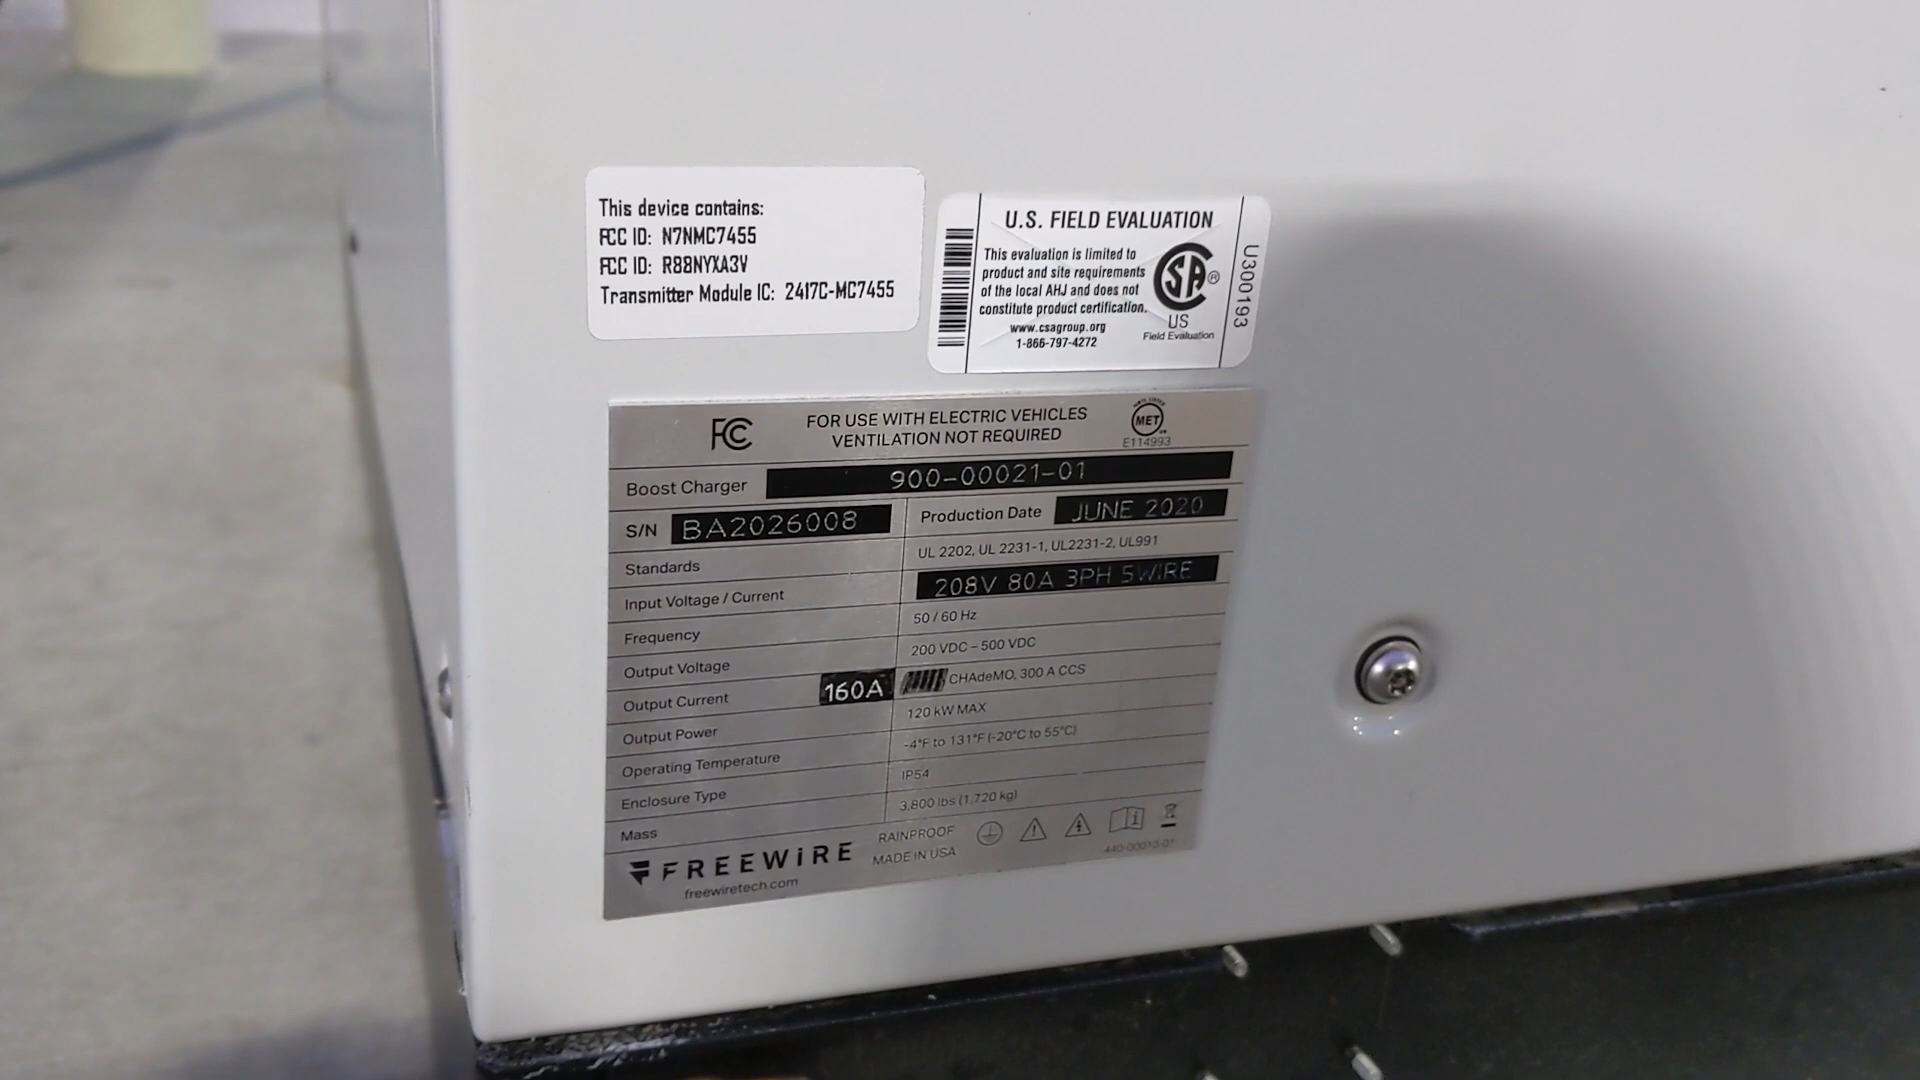 This device contains:
FCC ID: N7NMC7455
FCC ID: R88NYXA3V
Transmitter Module IC: 2417C-MC7455
U.S. FIELD EVALUATION
This evaluation is limited to
product and site requirements
of the local AHJ and does not
constitute product certification.
www.csagroup.org
1-866-797-4272
SA ®
US
Field Evaluation
U300193
FC
FOR USE WITH ELECTRIC VEHICLES
VENTILATION NOT REQUIRED
MET
E114993
Boost Charger 900-00021-01
S/N BA2026008 Production Date JUNE 2020
Standards UL 2202, UL 2231-1, UL2231-2, UL991
Input Voltage / Current 208V 80A 3PH 5WIRE
Frequency 50 / 60 Hz
Output Voltage 200 VDC – 500 VDC
Output Current 160A CHAdeMO, 300 A CCS
Output Power 120 kW MAX
Operating Temperature -4°F to 131°F (-20°C to 55°C)
Enclosure Type IP54
Mass 3,800 lbs (1,720 kg)
FREEWiRE
freewiretech.com
RAINPROOF
MADE IN USA
440-00010-01